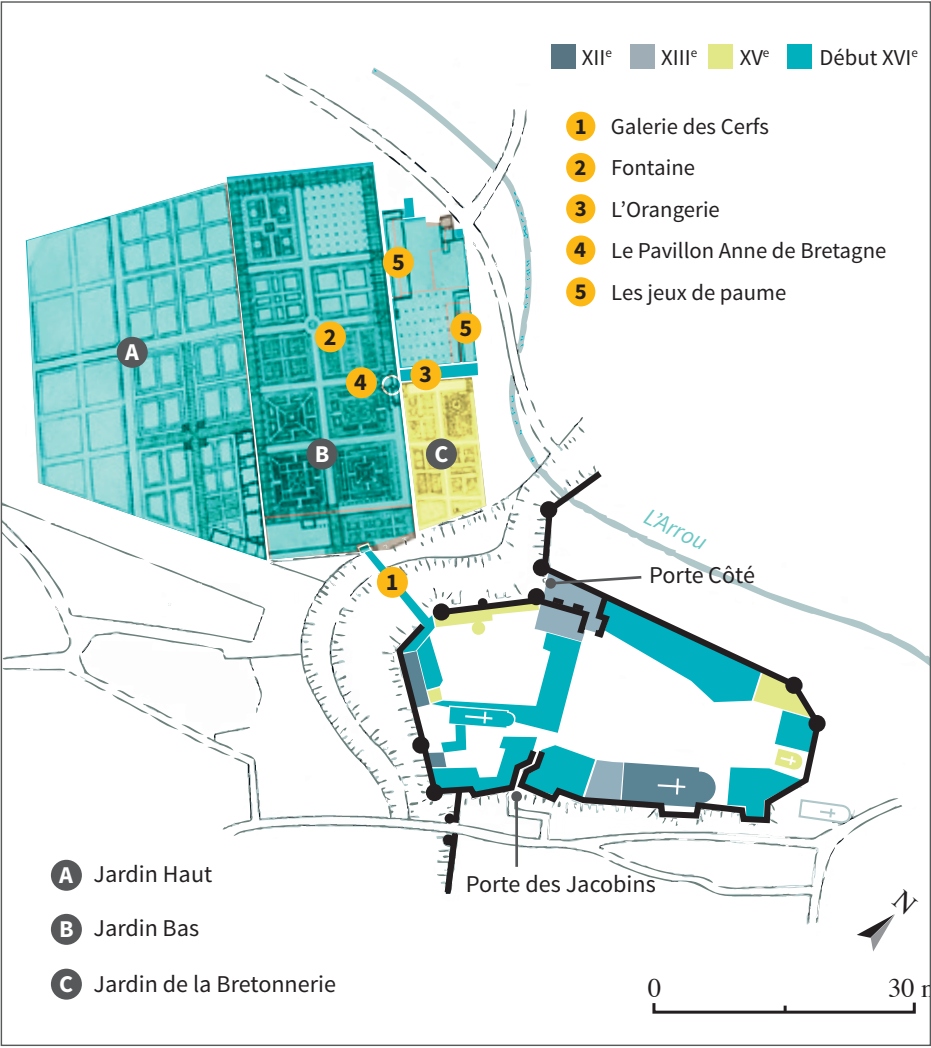 XIIᵉ XIIIᵉ XVᵉ Début XVIᵉ
1 Galerie des Cerfs
2 Fontaine
3 L'Orangerie
4 Le Pavillon Anne de Bretagne
5 Les jeux de paume
5
5
2
A
3
4
B
C
L'Arrou
Porte Côté
1
A Jardin Haut
Porte des Jacobins
N
B Jardin Bas
C Jardin de la Bretonnerie
0 30 m